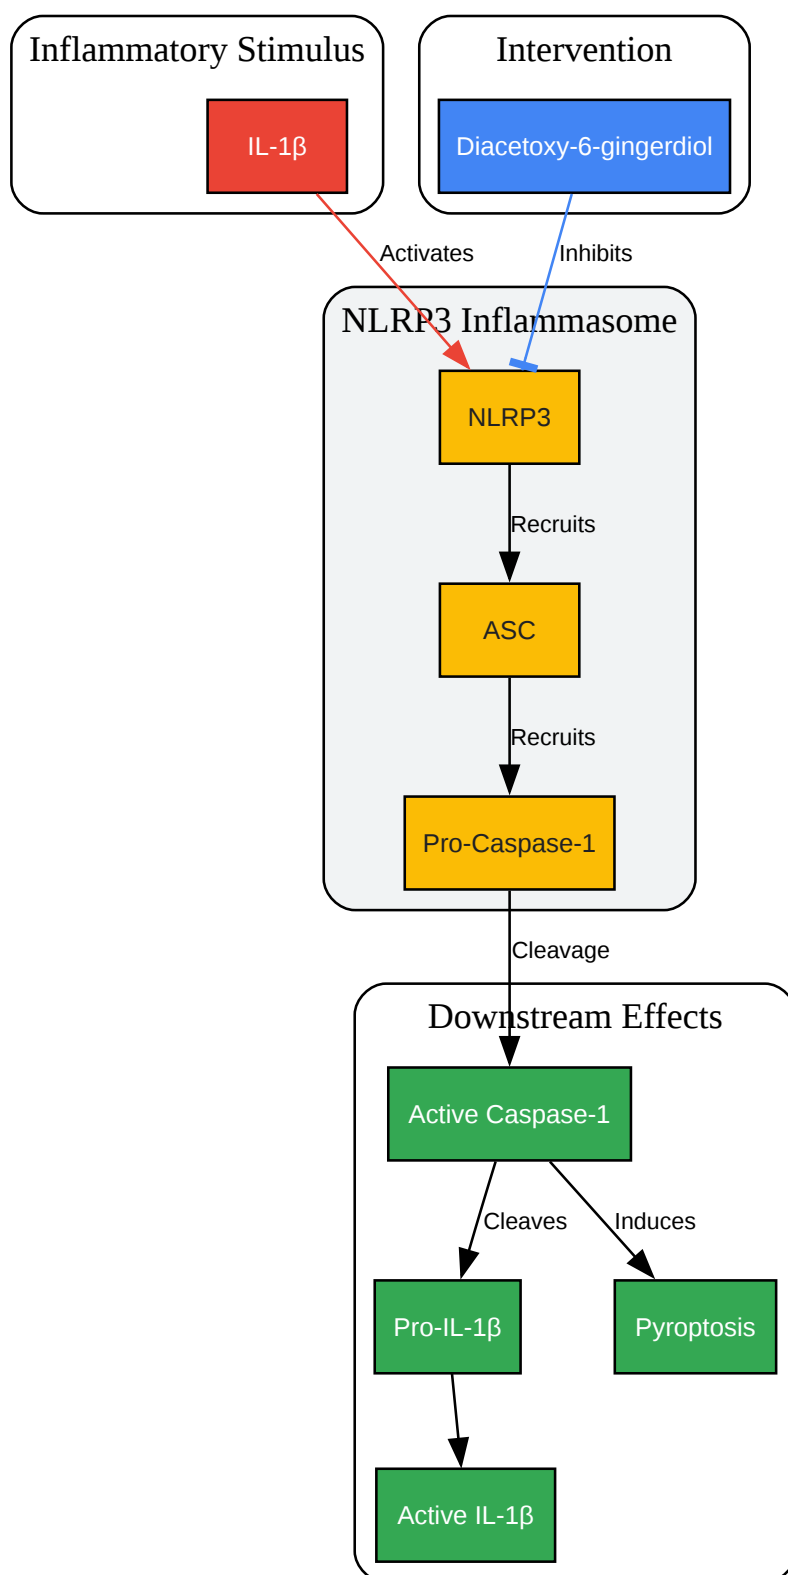 Inflammatory Stimulus
Intervention
IL-1β
Diacetoxy-6-gingerdiol
Activates
Inhibits
NLRP3 Inflammasome
NLRP3
Recruits
ASC
Recruits
Pro-Caspase-1
Cleavage
Downstream Effects
Active Caspase-1
Cleaves
Induces
Pro-IL-1β
Pyroptosis
Active IL-1β